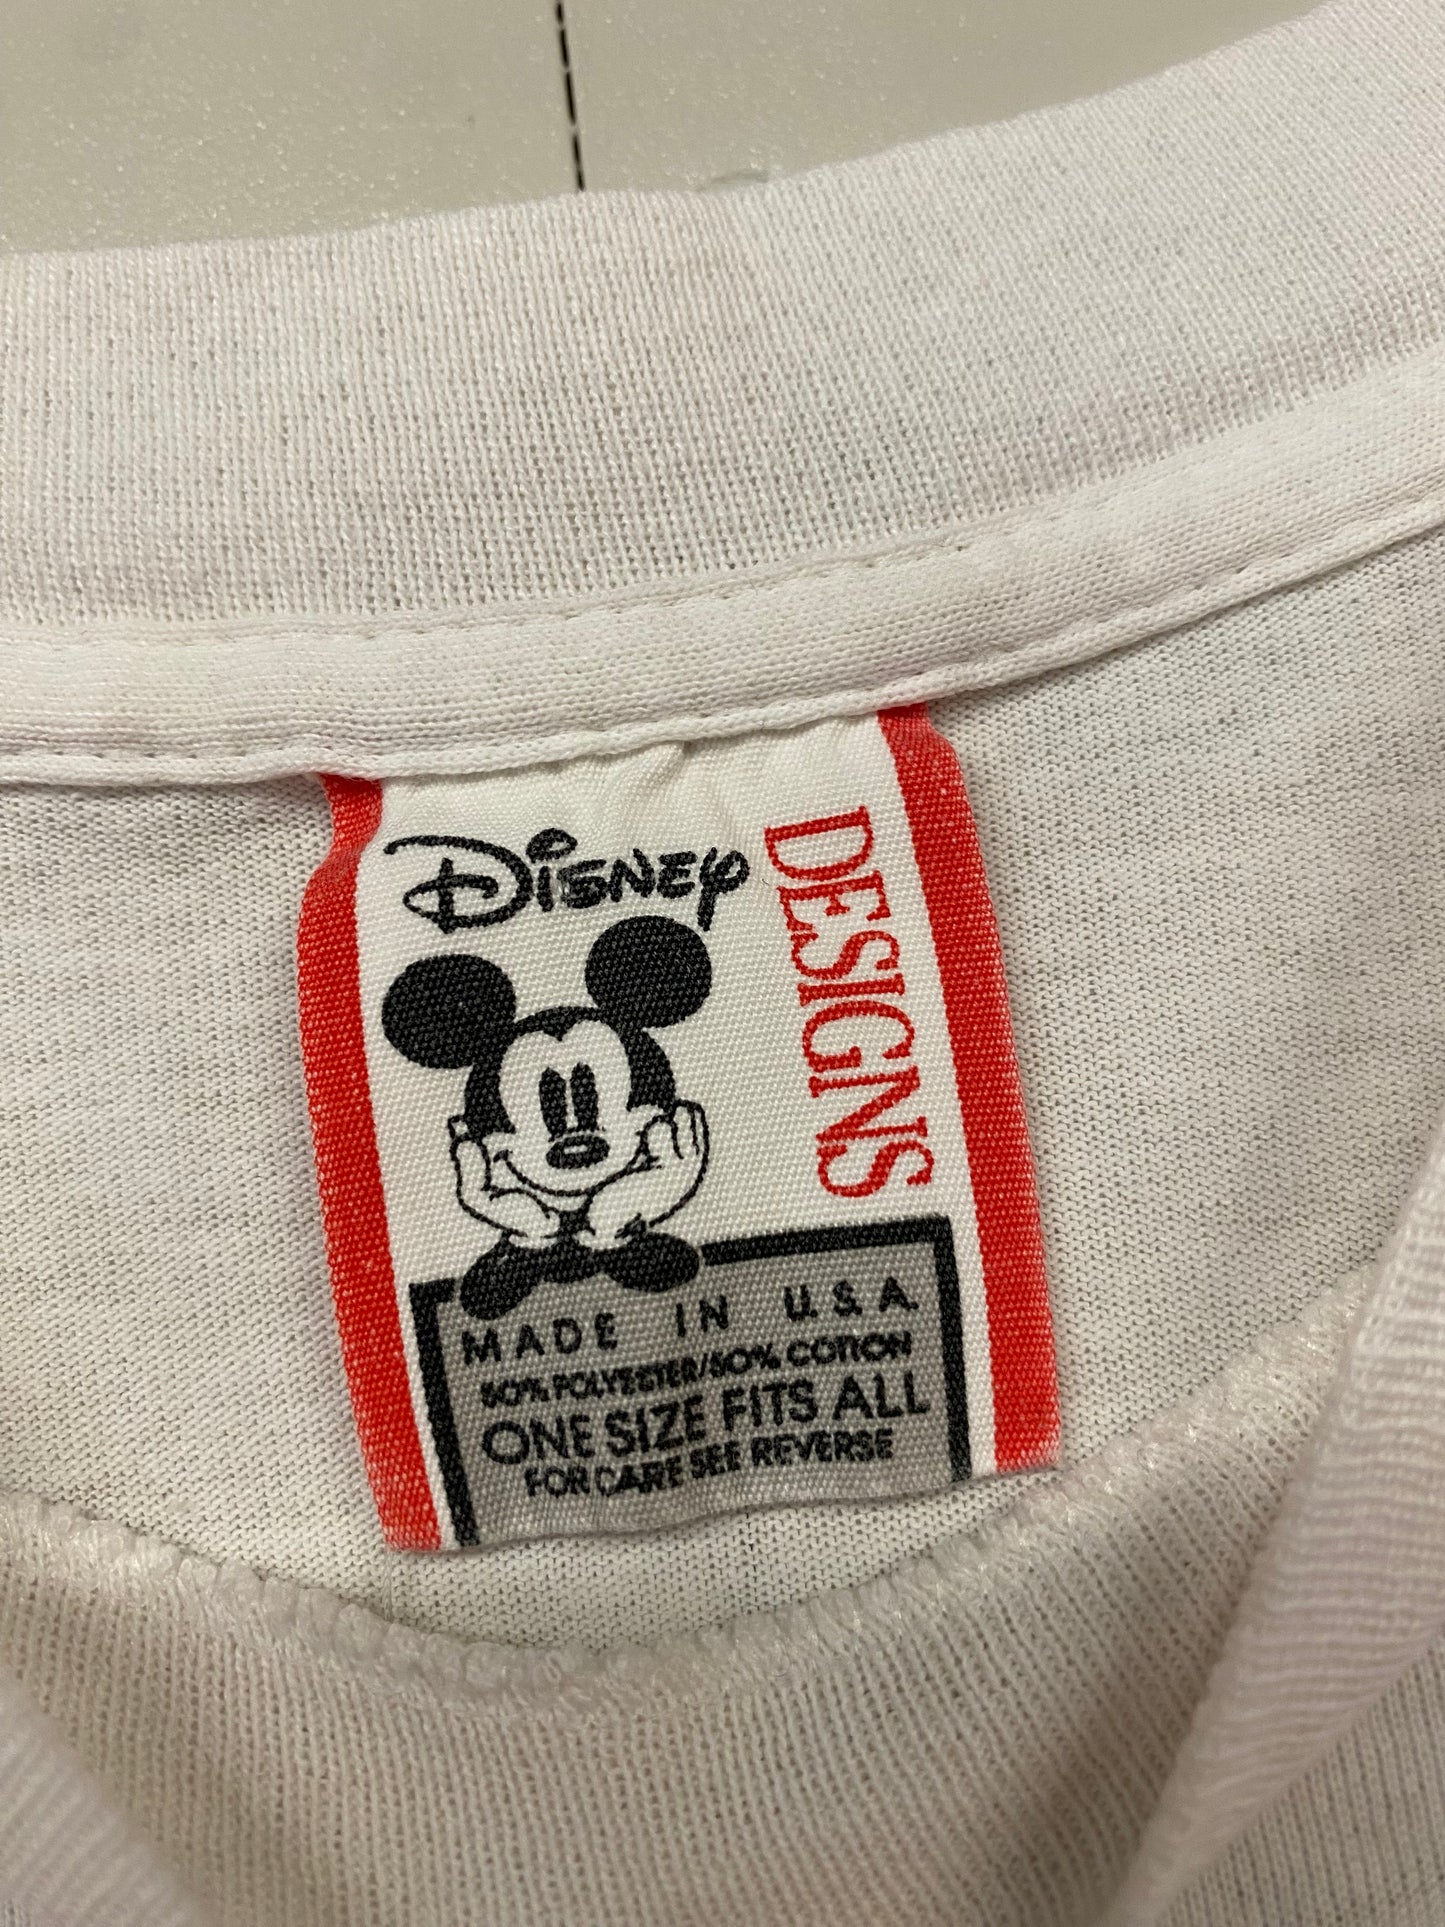 Disney
DESIGNS
MADE IN U.S.A.
50% POLYESTER/50% COTTON
ONE SIZE FITS ALL
FOR CARE SEE REVERSE